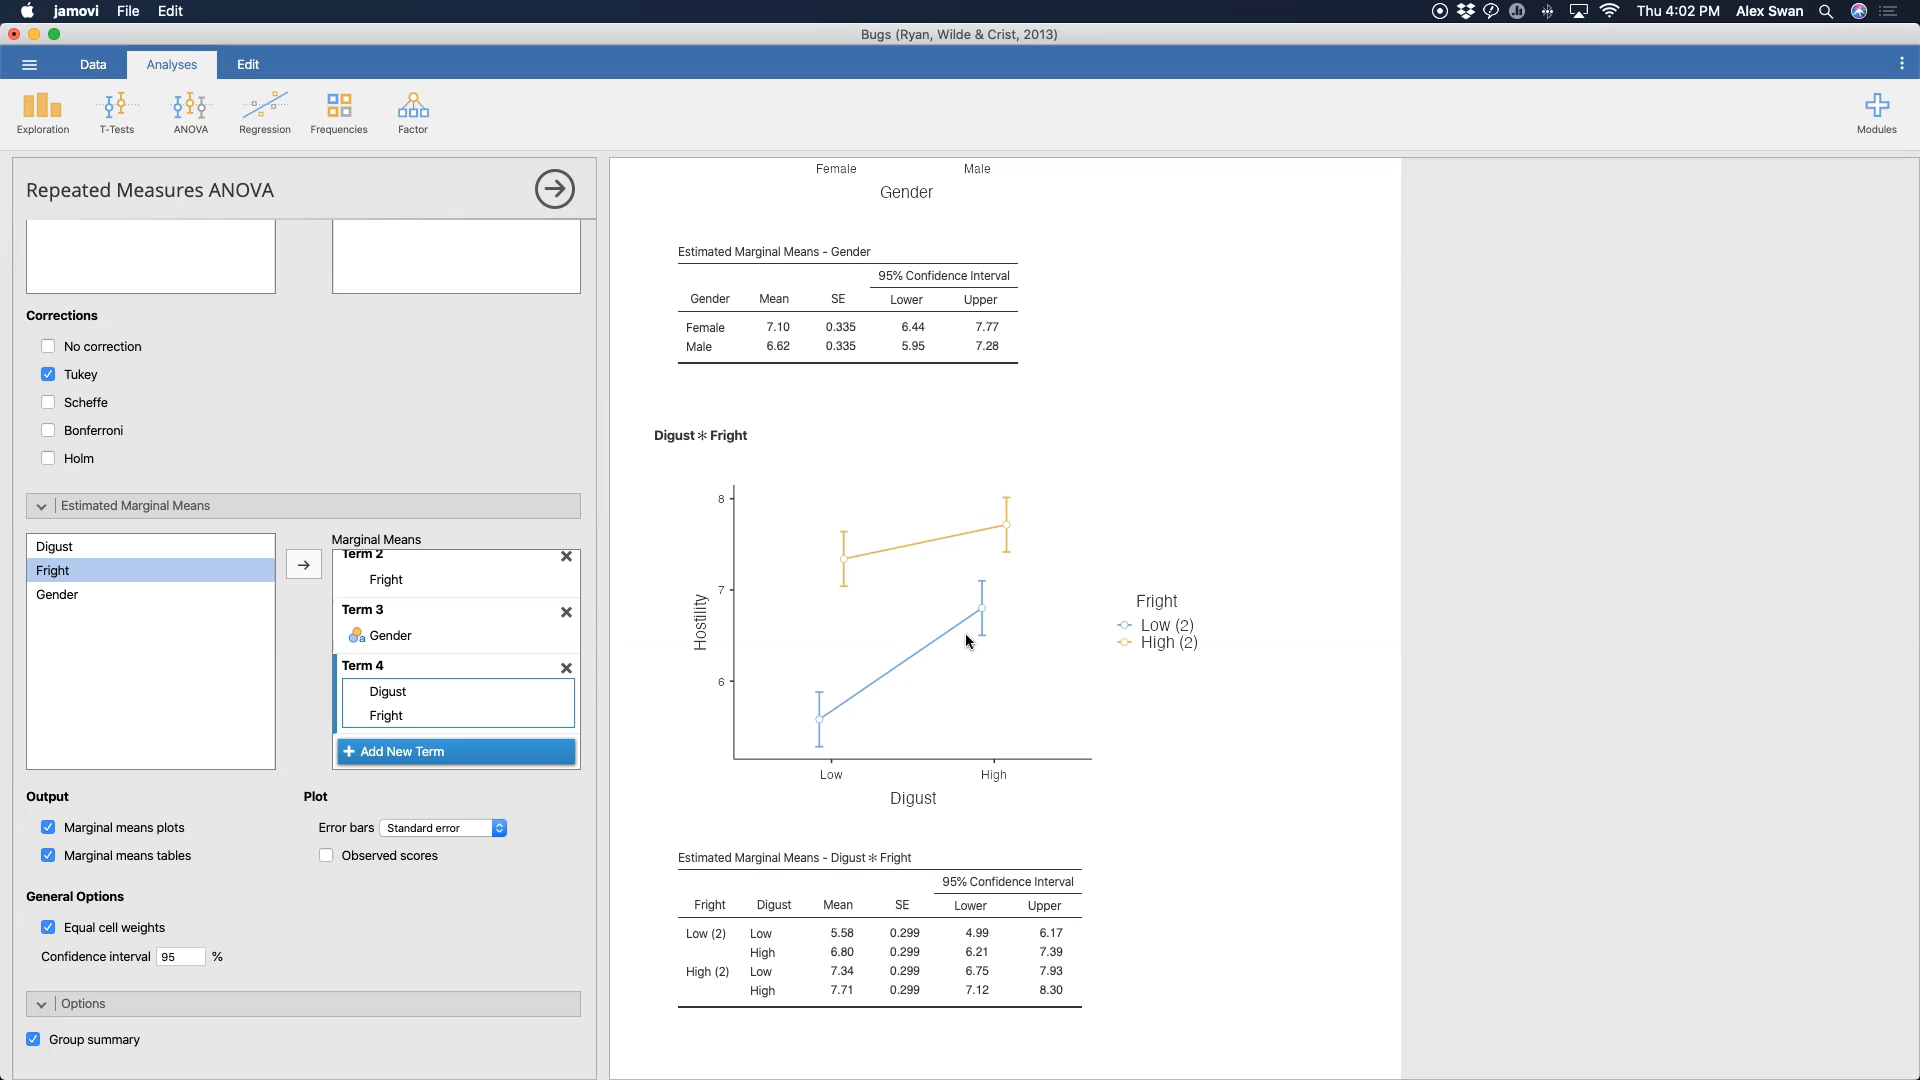 jamovi File Edit
Thu 4:02 PM Alex Swan
Bugs (Ryan, Wilde & Crist, 2013)
Data Analyses Edit
Exploration T-Tests ANOVA Regression Frequencies Factor Modules
Repeated Measures ANOVA
Corrections
No correction
Tukey
Scheffe
Bonferroni
Holm
Estimated Marginal Means
Digust
Fright
Gender
Marginal Means
Term 2
Fright
Term 3
Gender
Term 4
Digust
Fright
Add New Term
Output
Marginal means plots
Marginal means tables
Plot
Error bars Standard error
Observed scores
General Options
Equal cell weights
Confidence interval 95 %
Options
Group summary
Female Male
Gender
Estimated Marginal Means - Gender
95% Confidence Interval
Gender Mean SE Lower Upper
Female 7.10 0.335 6.44 7.77
Male 6.62 0.335 5.95 7.28
Digust ✻ Fright
8
7
6
Hostility
Low High
Digust
Fright
Low (2)
High (2)
Estimated Marginal Means - Digust ✻ Fright
95% Confidence Interval
Fright Digust Mean SE Lower Upper
Low (2) Low 5.58 0.299 4.99 6.17
High 6.80 0.299 6.21 7.39
High (2) Low 7.34 0.299 6.75 7.93
High 7.71 0.299 7.12 8.30